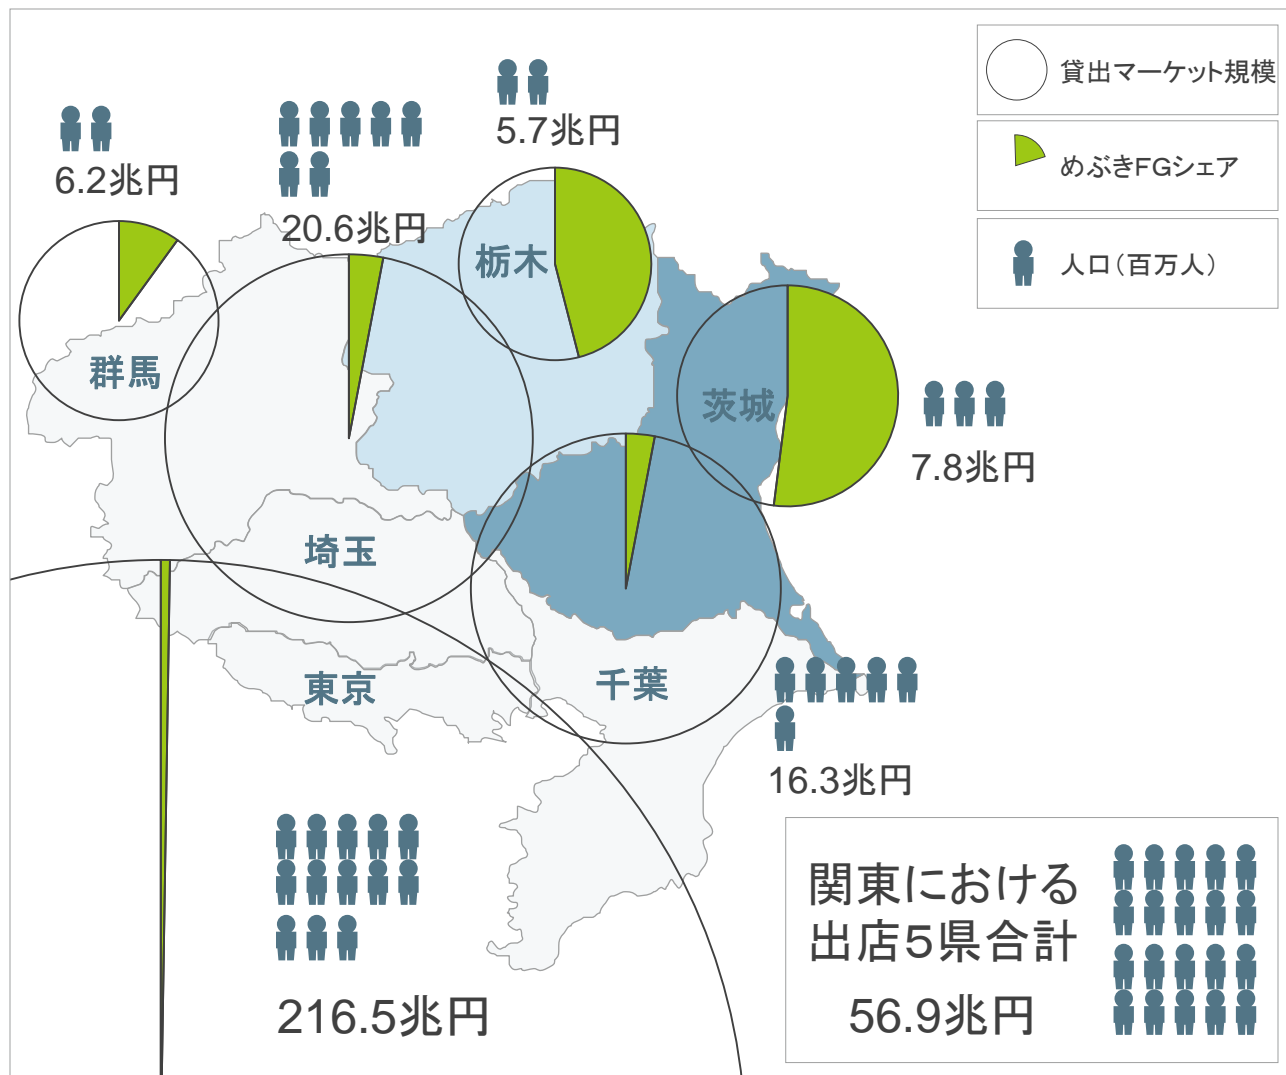 貸出マーケット規模
めぶきFGシェア
人口（百万人）
5.7兆円
6.2兆円
20.6兆円
栃木
群馬
茨城
7.8兆円
埼玉
東京
千葉
16.3兆円
216.5兆円
関東における
出店５県合計
56.9兆円